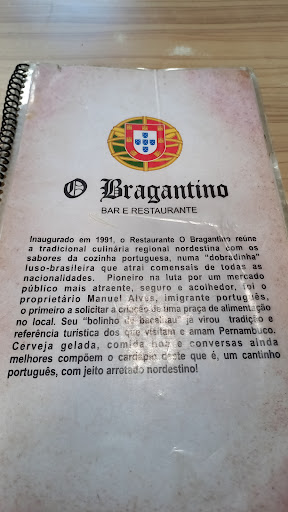 O Bragantino
BAR E RESTAURANTE
Inaugurado em 1991, o Restaurante O Bragantino reúne
a tradicional culinária regional nordestina com os
sabores da cozinha portuguesa, numa "dobradinha"
luso-brasileira que atrai comensais de todas as
nacionalidades. Pioneiro na luta por um mercado
público mais atraente, seguro e acolhedor, foi o
proprietário Manuel Alves, imigrante português,
o primeiro a solicitar a criação de uma praça de alimentação
no local. Seu "bolinho de bacalhau" já virou tradição e
referência turística dos que visitam e amam Pernambuco.
Cerveja gelada, comida boa e conversas ainda
melhores compõem o cardápio deste que é, um cantinho
português, com jeito arretado nordestino!